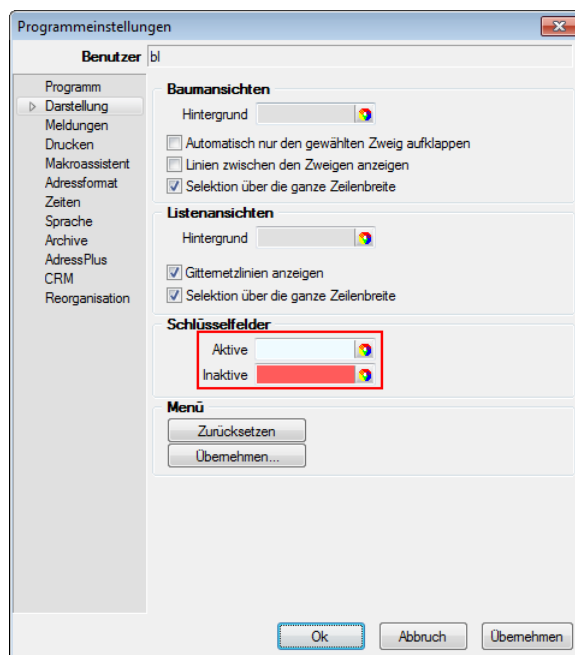 Programmeinstellungen
Benutzer bl
Programm
Darstellung
Meldungen
Drucken
Makroassistent
Adressformat
Zeiten
Sprache
Archive
AdressPlus
CRM
Reorganisation
Baumansichten
Hintergrund
Automatisch nur den gewählten Zweig aufklappen
Linien zwischen den Zweigen anzeigen
Selektion über die ganze Zeilenbreite
Listenansichten
Hintergrund
Gitternetzlinien anzeigen
Selektion über die ganze Zeilenbreite
Schlüsselfelder
Aktive
Inaktive
Menü
Zurücksetzen
Übernehmen...
Ok Abbruch Übernehmen